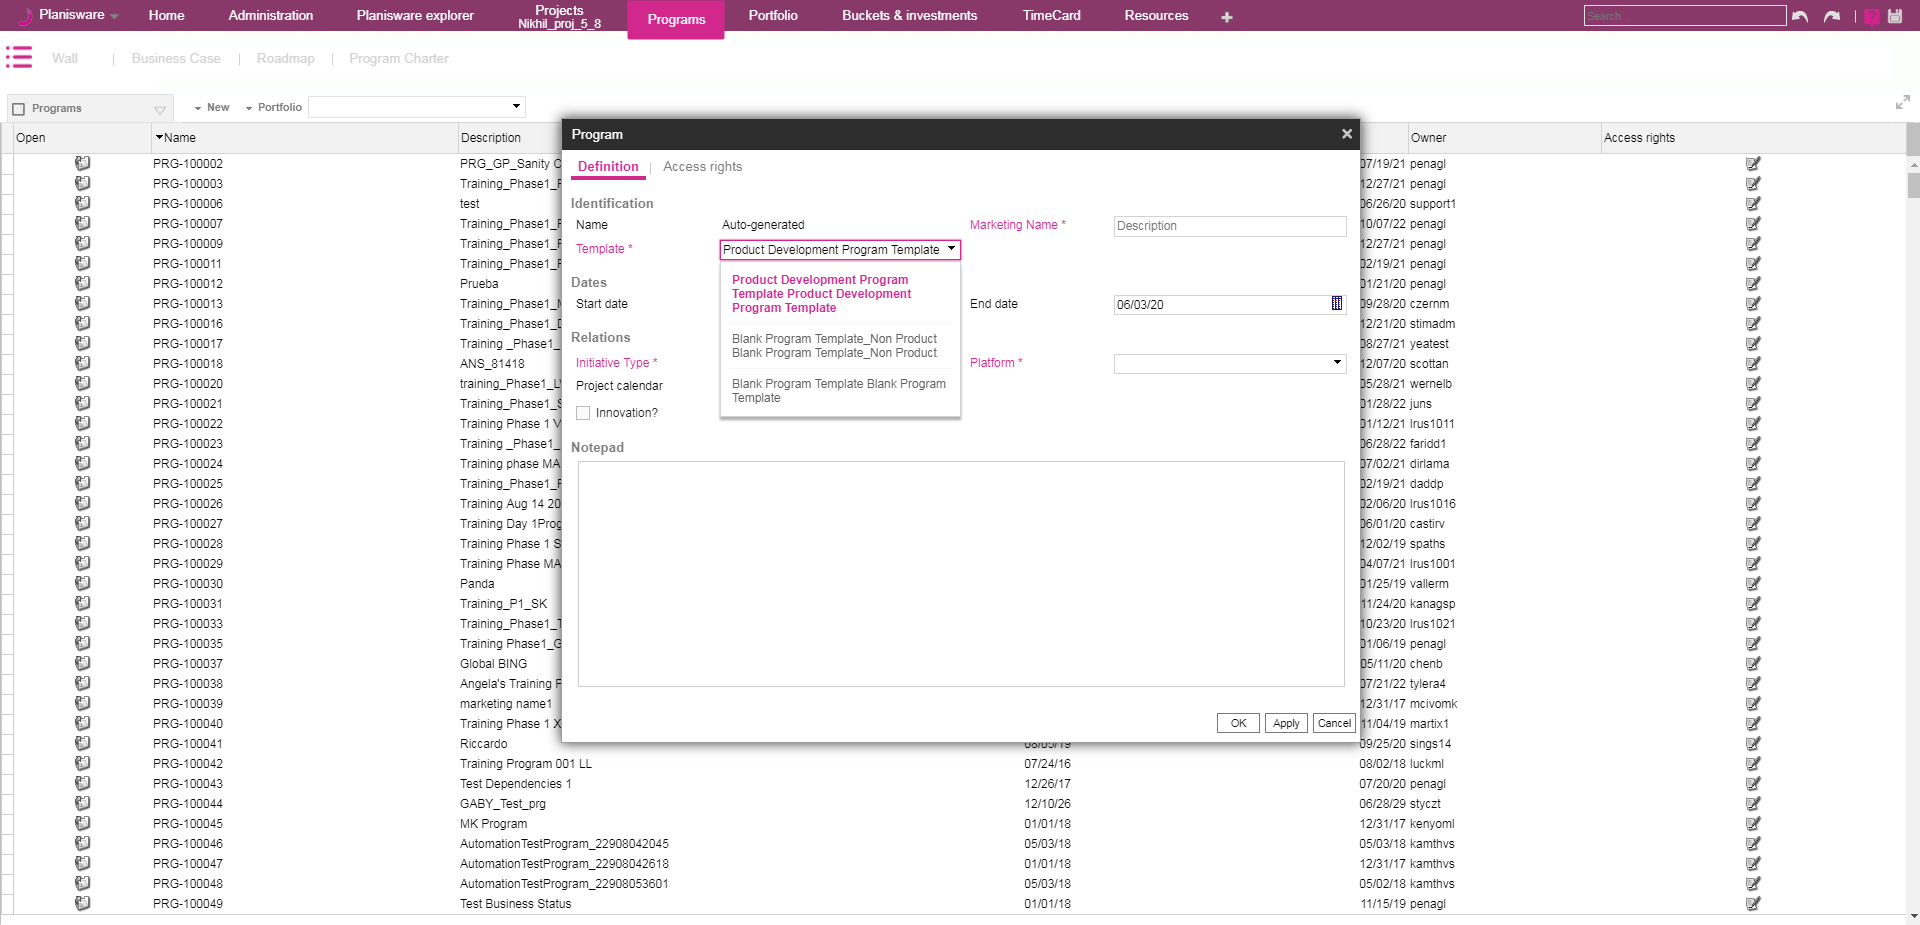 Planisware Home Administration Planisware explorer Projects Programs Portfolio Buckets & investments TimeCard Resources + Search...
Nikhil_proj_5_8
Wall Business Case Roadmap Program Charter
Programs New Portfolio
Open Name Description Owner Access rights
PRG-100002 PRG_GP_Sanity C 07/19/21 penagl
PRG-100003 Training_Phase1_F 12/27/21 penagl
PRG-100006 test 06/26/20 support1
PRG-100007 Training_Phase1_F 10/07/22 penagl
PRG-100009 Training_Phase1_F 12/27/21 penagl
PRG-100011 Training_Phase1_F 02/19/21 penagl
PRG-100012 Prueba 01/21/20 penagl
PRG-100013 Training_Phase1_M 09/28/20 czernm
PRG-100016 Training_Phase1_D 12/21/20 stimadm
PRG-100017 Training _Phase1_ 08/27/21 yeatest
PRG-100018 ANS_81418 12/07/20 scottan
PRG-100020 training_Phase1_LW 05/28/21 wernelb
PRG-100021 Training_Phase1_S 01/28/22 juns
PRG-100022 Training Phase 1 V 01/12/21 lrus1011
PRG-100023 Training _Phase1_ 06/28/22 faridd1
PRG-100024 Training phase MA 07/02/21 dirlama
PRG-100025 Training_Phase1_F 02/19/21 daddp
PRG-100026 Training Aug 14 20 02/06/20 lrus1016
PRG-100027 Training Day 1Prog 06/01/20 castirv
PRG-100028 Training Phase 1 S 12/02/19 spaths
PRG-100029 Training Phase MA 04/07/21 lrus1001
PRG-100030 Panda 01/25/19 vallerm
PRG-100031 Training_P1_SK 11/24/20 kanagsp
PRG-100033 Training_Phase1_T 10/23/20 lrus1021
PRG-100035 Training Phase1_G 01/06/19 penagl
PRG-100037 Global BING 05/11/20 chenb
PRG-100038 Angela's Training F 07/21/22 tylera4
PRG-100039 marketing name1 12/31/17 mcivomk
PRG-100040 Training Phase 1 X 11/04/19 martix1
PRG-100041 Riccardo 08/05/19 09/25/20 sings14
PRG-100042 Training Program 001 LL 07/24/16 08/02/18 luckml
PRG-100043 Test Dependencies 1 12/26/17 07/20/20 penagl
PRG-100044 GABY_Test_prg 12/10/26 06/28/29 styczt
PRG-100045 MK Program 01/01/18 12/31/17 kenyoml
PRG-100046 AutomationTestProgram_22908042045 05/03/18 05/03/18 kamthvs
PRG-100047 AutomationTestProgram_22908042618 01/01/18 12/31/17 kamthvs
PRG-100048 AutomationTestProgram_22908053601 05/03/18 05/02/18 kamthvs
PRG-100049 Test Business Status 01/01/18 11/15/19 penagl
Program
Definition Access rights
Identification
Name Auto-generated Marketing Name * Description
Template * Product Development Program Template
Product Development Program
Template Product Development
Program Template
Blank Program Template_Non Product
Blank Program Template_Non Product
Blank Program Template Blank Program
Template
Dates
Start date End date 06/03/20
Relations
Initiative Type * Platform *
Project calendar
Innovation?
Notepad
OK Apply Cancel